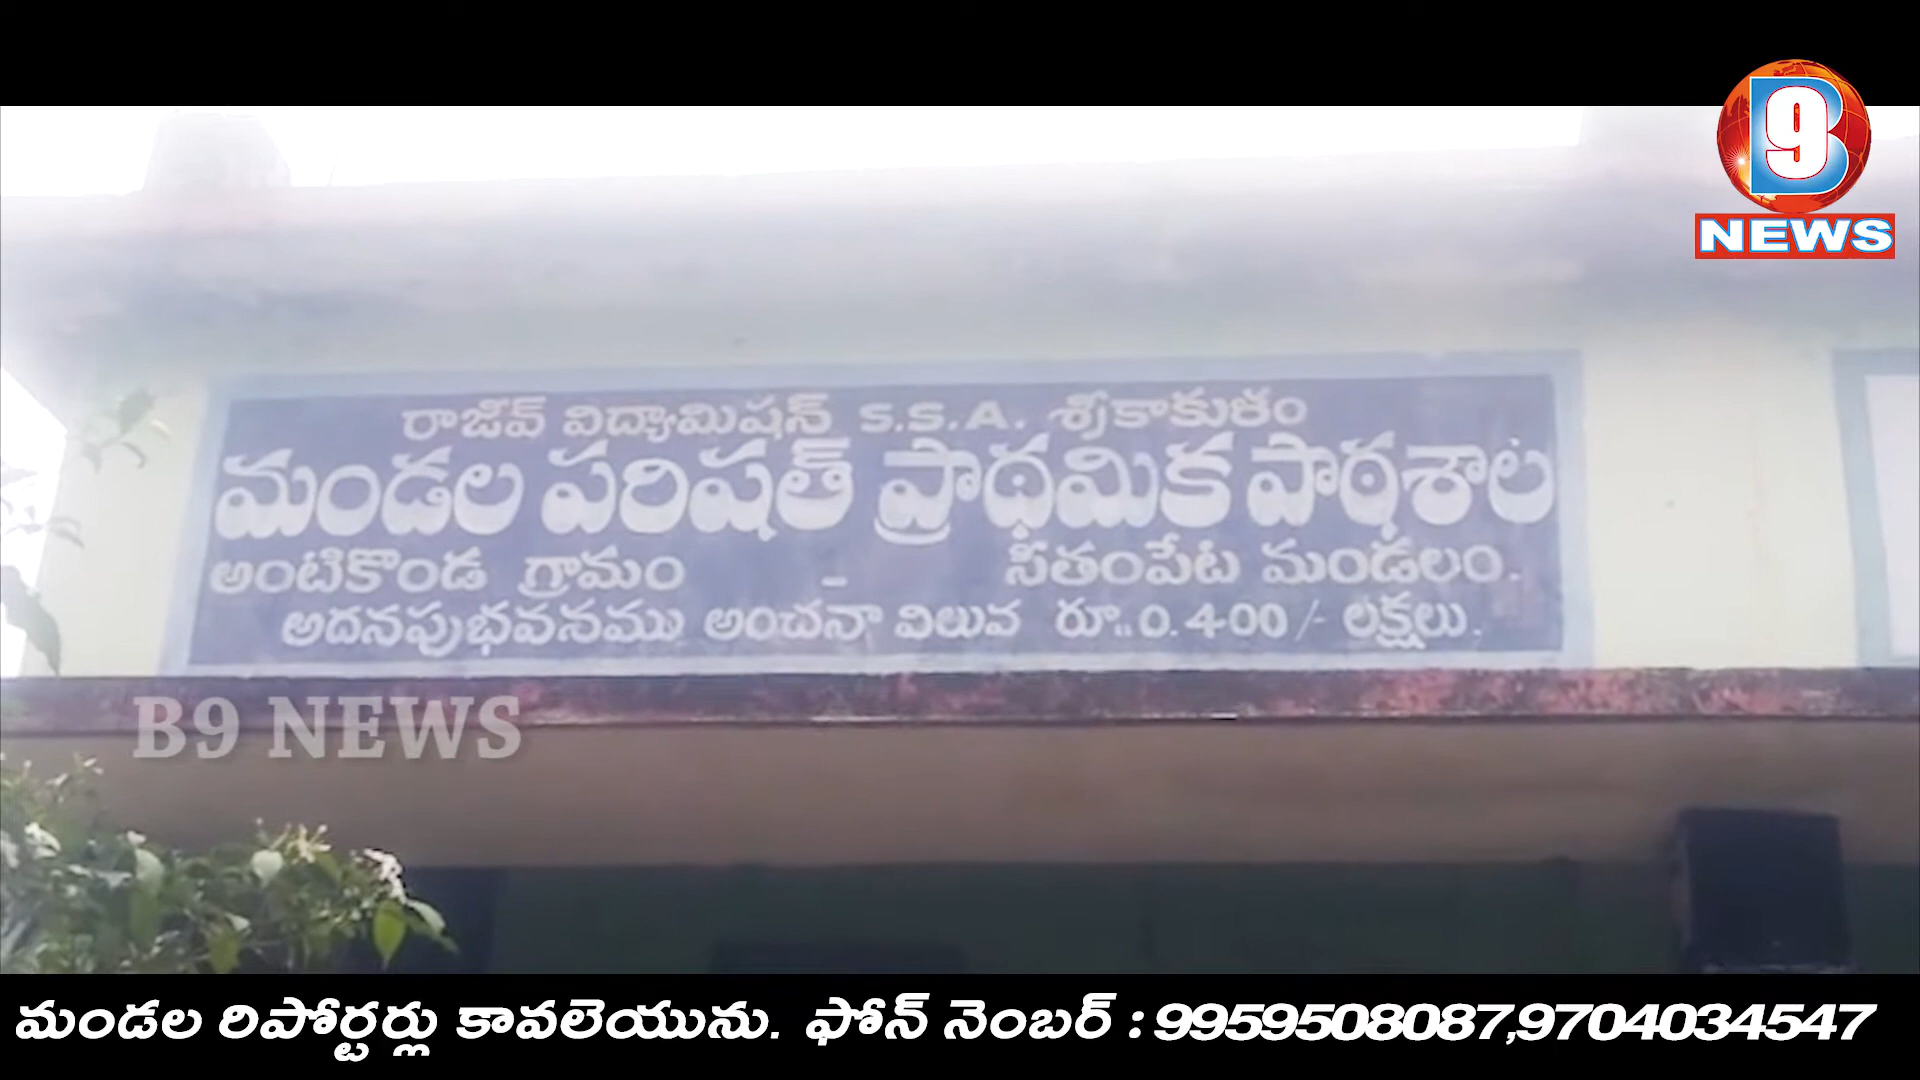 B9
NEWS
రాజీవ్ విద్యామిషన్ S.S.A. శ్రీకాకుళం
మండల పరిషత్ ప్రాథమిక పాఠశాల
అంటికొండ గ్రామం - సీతంపేట మండలం.
అదనపుభవనము అంచనా విలువ రూ.. 0.400/- లక్షలు.
B9 NEWS
మండల రిపోర్టర్లు కావలెయును. ఫోన్ నెంబర్ : 9959508087,9704034547